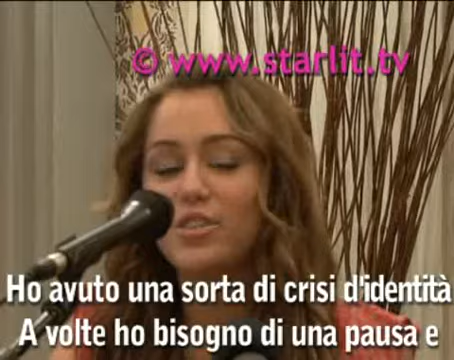 © www.starlit.tv
Ho avuto una sorta di crisi d'identità
A volte ho bisogno di una pausa e